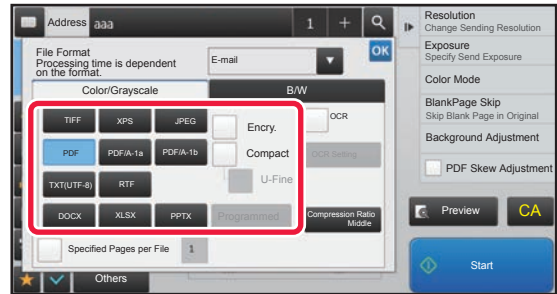 Address aaa 1 +
File Format
Processing time is dependent
on the format.
E-mail
OK
Color/Grayscale
B/W
TIFF XPS JPEG Encry. OCR
PDF PDF/A-1a PDF/A-1b Compact OCR Setting
TXT(UTF-8) RTF U-Fine
DOCX XLSX PPTX Programmed Compression Ratio
Middle
Specified Pages per File 1
Others
Resolution
Change Sending Resolution
Exposure
Specify Send Exposure
Color Mode
BlankPage Skip
Skip Blank Page in Original
Background Adjustment
PDF Skew Adjustment
Preview CA
Start